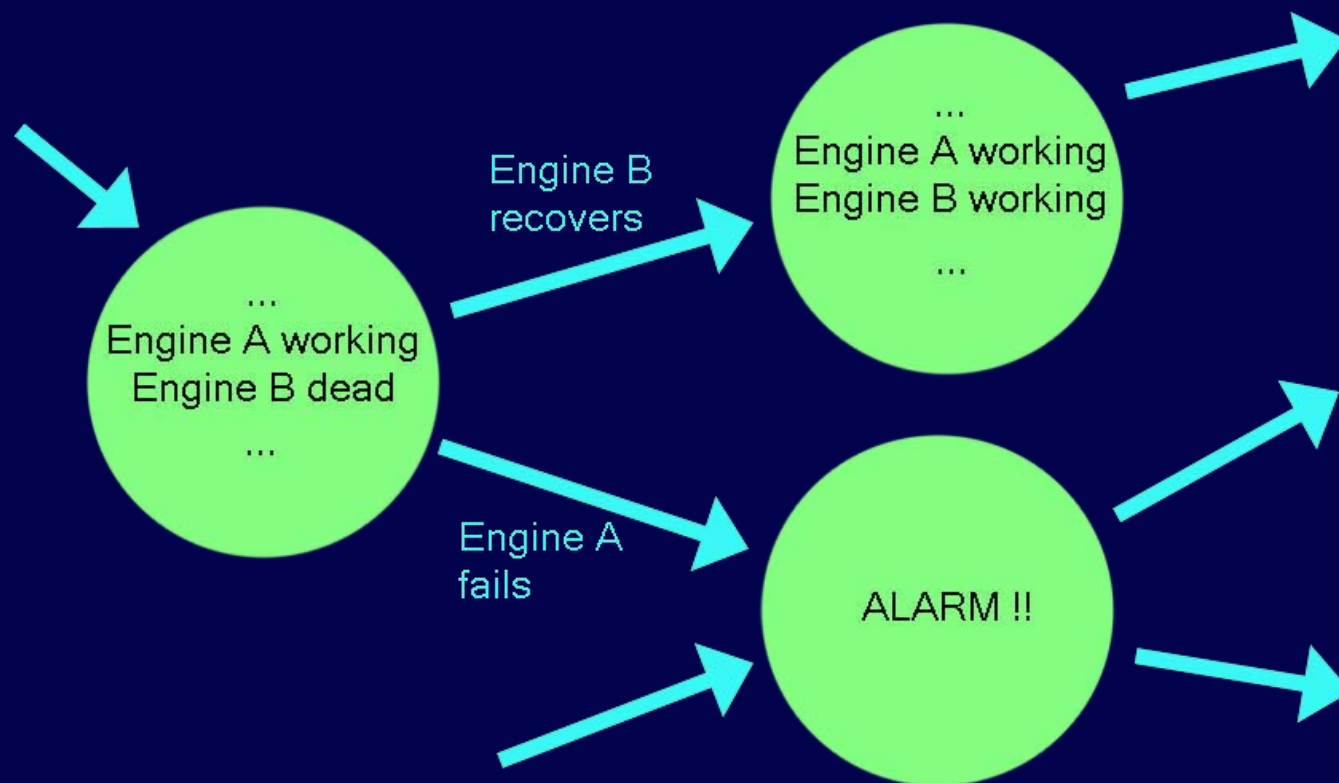 ...
Engine A working
Engine B dead
...
Engine B
recovers
Engine A
fails
...
Engine A working
Engine B working
...
ALARM !!